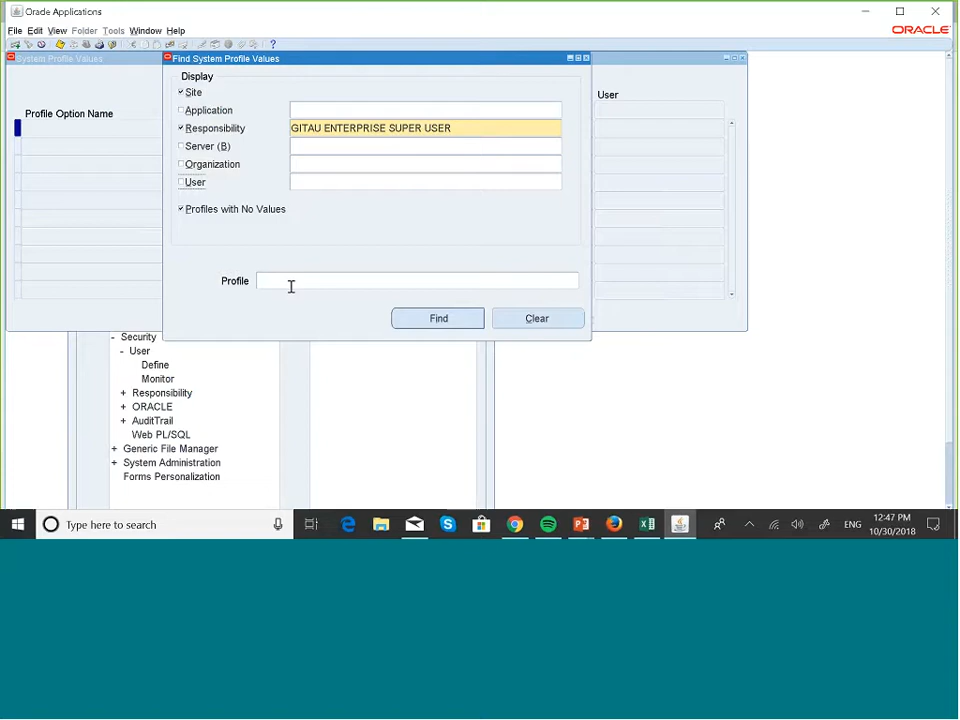 Oracle Applications
File Edit View Folder Tools Window Help
ORACLE
System Profile Values
Find System Profile Values
Display
Site
Application
Responsibility GITAU ENTERPRISE SUPER USER
Server (B)
Organization
User
Profiles with No Values
Profile
Find Clear
Profile Option Name
User
- Security
- User
Define
Monitor
+ Responsibility
+ ORACLE
+ AuditTrail
Web PL/SQL
+ Generic File Manager
+ System Administration
Forms Personalization
Type here to search
ENG
12:47 PM
10/30/2018